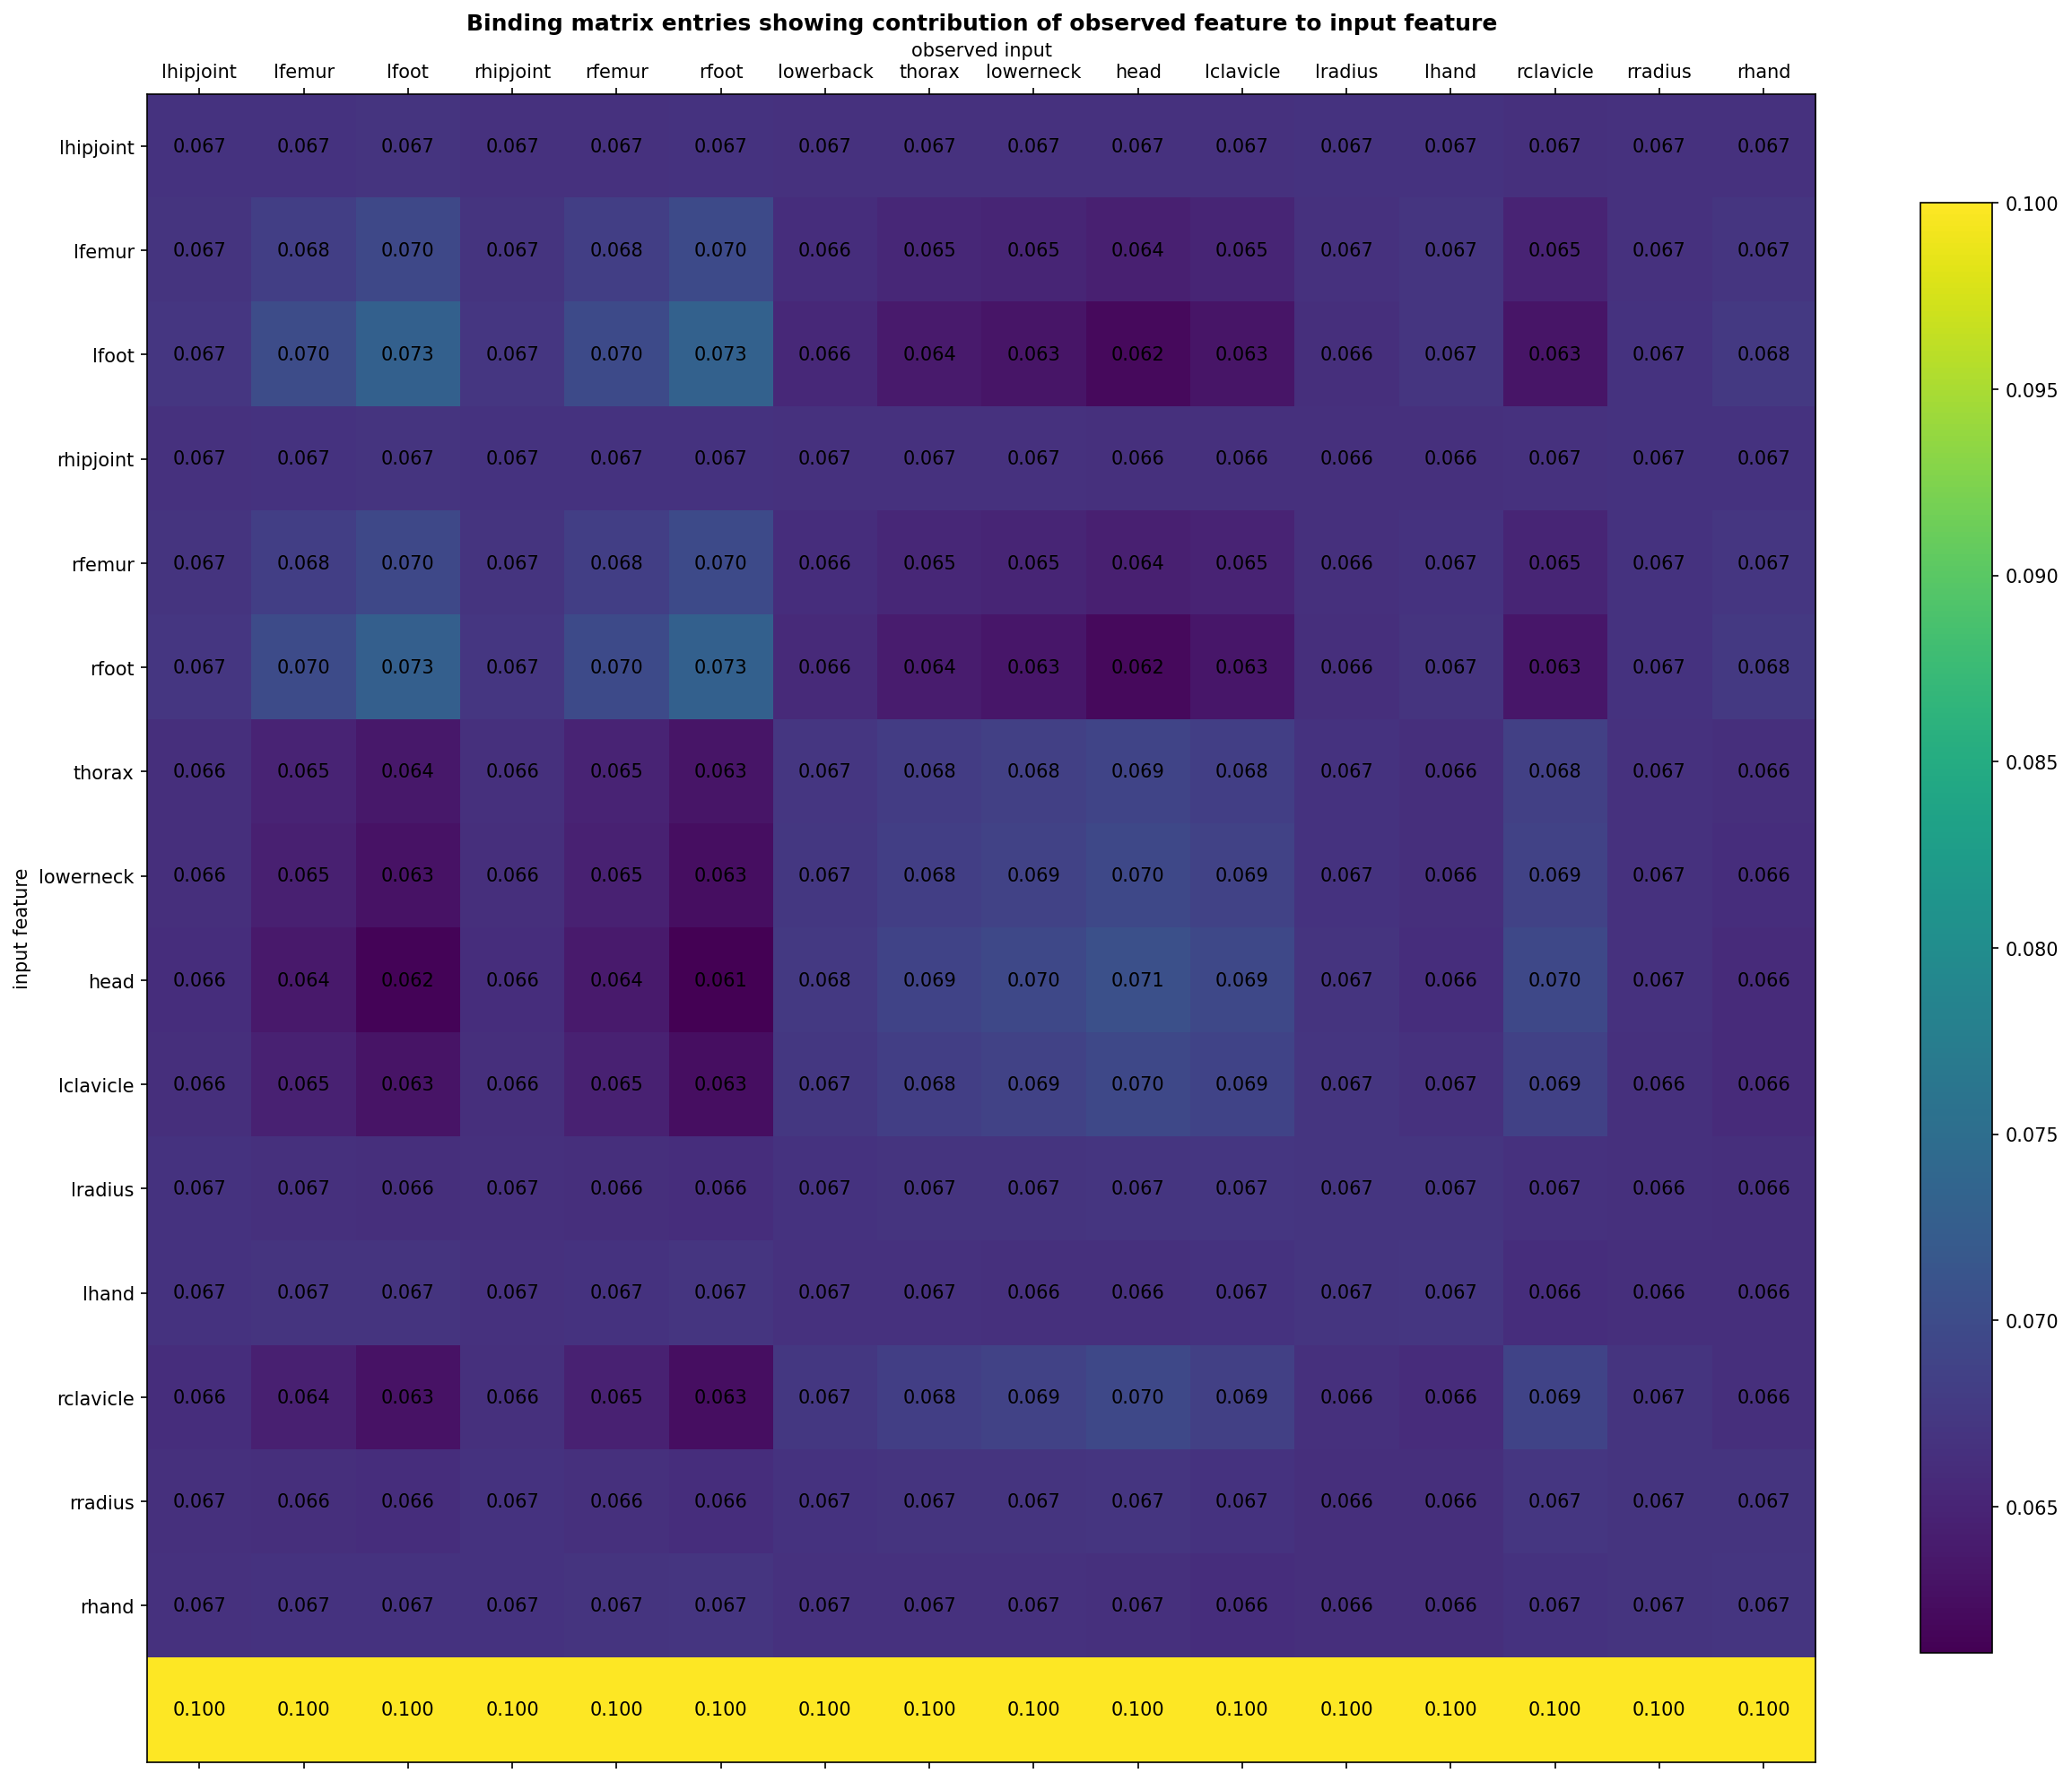 Binding matrix entries showing contribution of observed feature to input feature
observed input
lhipjoint lfemur lfoot rhipjoint rfemur rfoot lowerback thorax lowerneck head lclavicle lradius lhand rclavicle rradius rhand
lhipjoint 0.067 0.067 0.067 0.067 0.067 0.067 0.067 0.067 0.067 0.067 0.067 0.067 0.067 0.067 0.067 0.067
lfemur 0.067 0.068 0.070 0.067 0.068 0.070 0.066 0.065 0.065 0.064 0.065 0.067 0.067 0.065 0.067 0.067
lfoot 0.067 0.070 0.073 0.067 0.070 0.073 0.066 0.064 0.063 0.062 0.063 0.066 0.067 0.063 0.067 0.068
rhipjoint 0.067 0.067 0.067 0.067 0.067 0.067 0.067 0.067 0.067 0.066 0.066 0.066 0.066 0.067 0.067 0.067
rfemur 0.067 0.068 0.070 0.067 0.068 0.070 0.066 0.065 0.065 0.064 0.065 0.066 0.067 0.065 0.067 0.067
rfoot 0.067 0.070 0.073 0.067 0.070 0.073 0.066 0.064 0.063 0.062 0.063 0.066 0.067 0.063 0.067 0.068
thorax 0.066 0.065 0.064 0.066 0.065 0.063 0.067 0.068 0.068 0.069 0.068 0.067 0.066 0.068 0.067 0.066
lowerneck 0.066 0.065 0.063 0.066 0.065 0.063 0.067 0.068 0.069 0.070 0.069 0.067 0.066 0.069 0.067 0.066
head 0.066 0.064 0.062 0.066 0.064 0.061 0.068 0.069 0.070 0.071 0.069 0.067 0.066 0.070 0.067 0.066
lclavicle 0.066 0.065 0.063 0.066 0.065 0.063 0.067 0.068 0.069 0.070 0.069 0.067 0.067 0.069 0.066 0.066
lradius 0.067 0.067 0.066 0.067 0.066 0.066 0.067 0.067 0.067 0.067 0.067 0.067 0.067 0.067 0.066 0.066
lhand 0.067 0.067 0.067 0.067 0.067 0.067 0.067 0.067 0.066 0.066 0.067 0.067 0.067 0.066 0.066 0.066
rclavicle 0.066 0.064 0.063 0.066 0.065 0.063 0.067 0.068 0.069 0.070 0.069 0.066 0.066 0.069 0.067 0.066
rradius 0.067 0.066 0.066 0.067 0.066 0.066 0.067 0.067 0.067 0.067 0.067 0.066 0.066 0.067 0.067 0.067
rhand 0.067 0.067 0.067 0.067 0.067 0.067 0.067 0.067 0.067 0.067 0.066 0.066 0.066 0.067 0.067 0.067
0.100 0.100 0.100 0.100 0.100 0.100 0.100 0.100 0.100 0.100 0.100 0.100 0.100 0.100 0.100 0.100
input feature
0.100
0.095
0.090
0.085
0.080
0.075
0.070
0.065